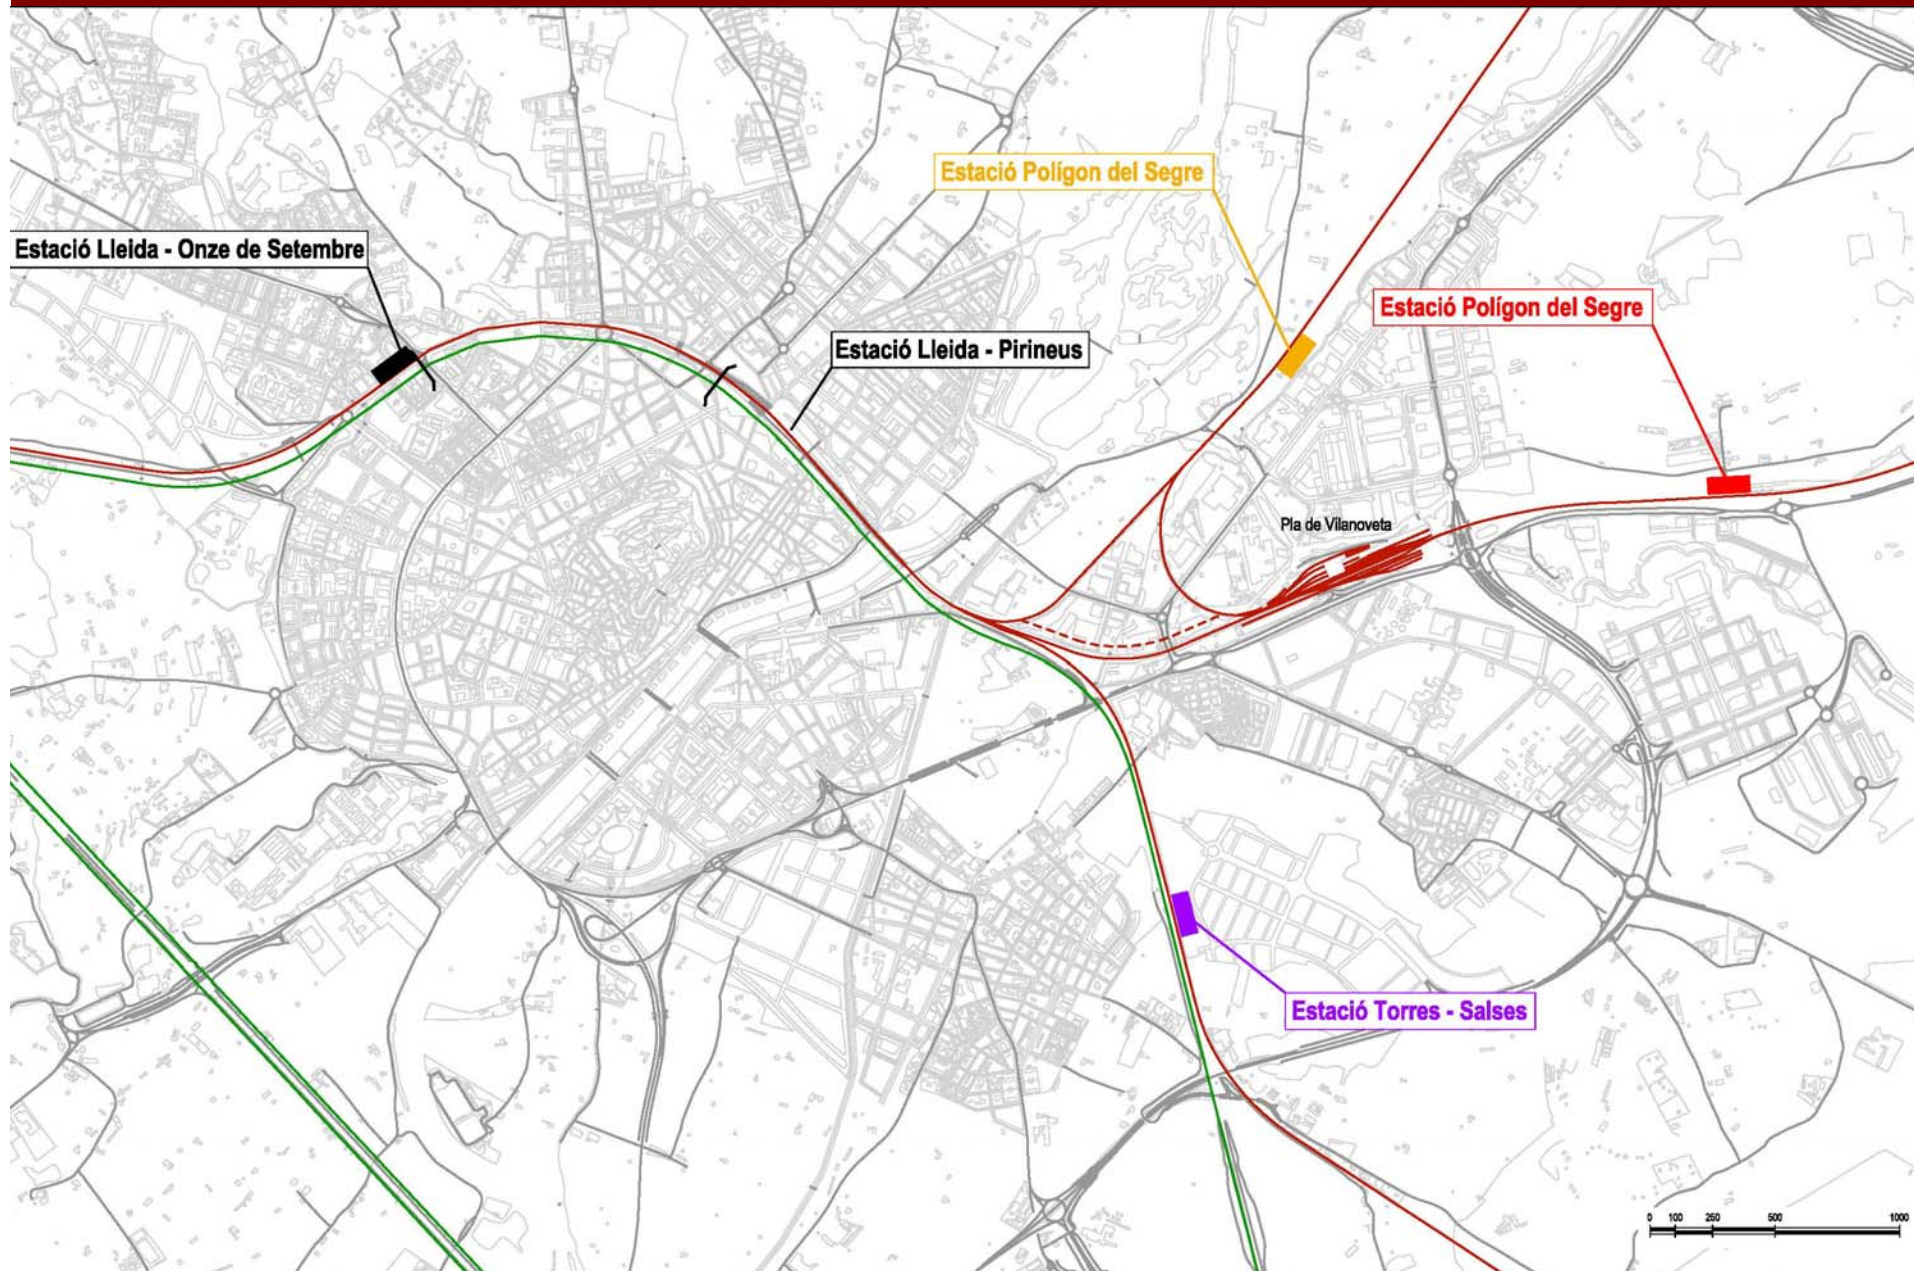 Estació Polígon del Segre
Estació Lleida - Onze de Setembre
Estació Polígon del Segre
Estació Lleida - Pirineus
Pla de Vilanoveta
Estació Torres - Salses
0 100 250 500 1000